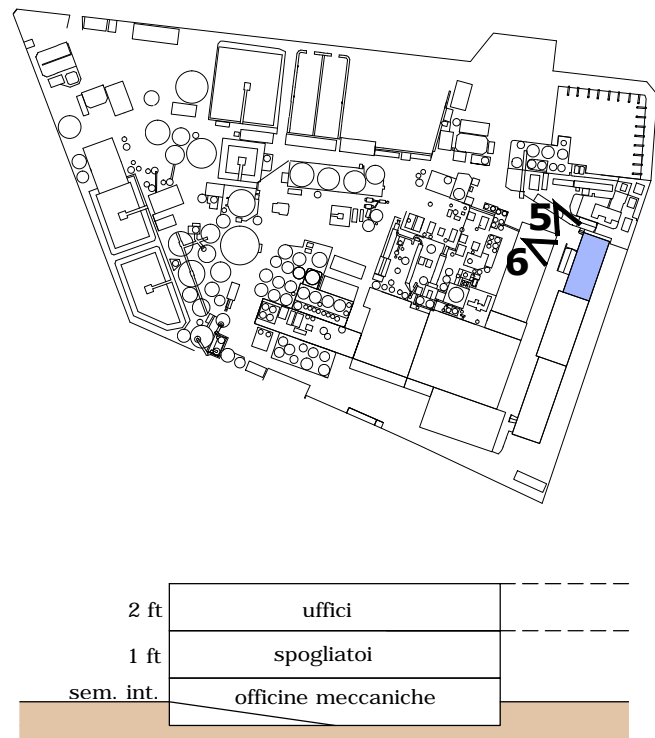 5
6
2 ft uffici
1 ft spogliatoi
sem. int. officine meccaniche